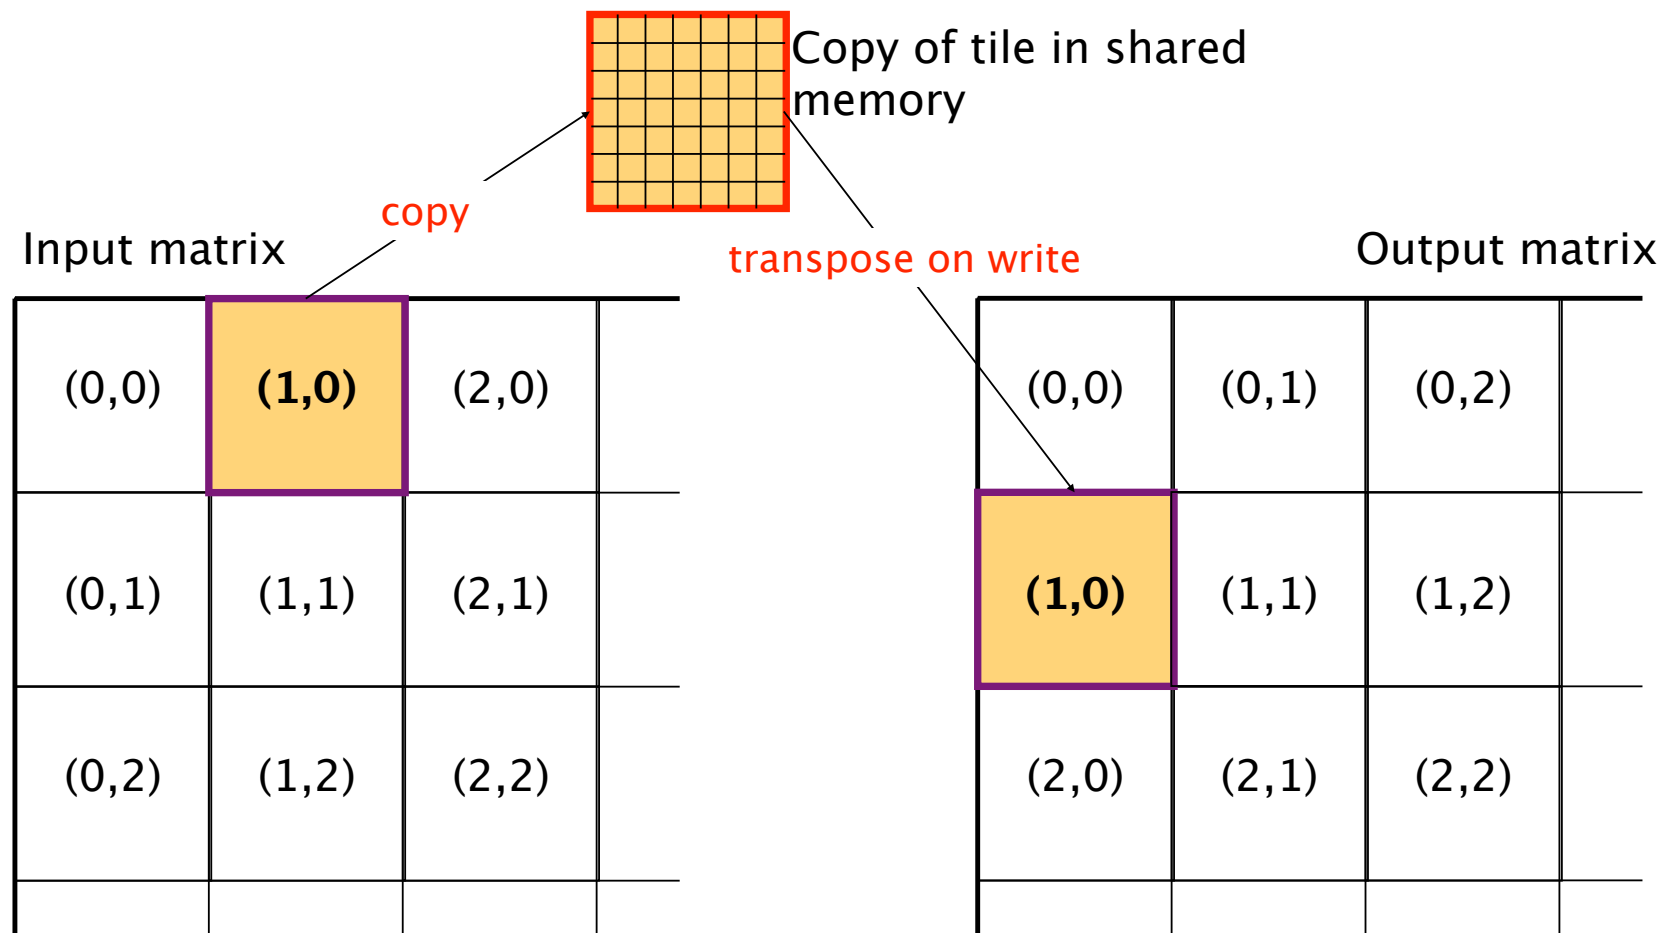 Copy of tile in shared
memory
copy
transpose on write
Input matrix
Output matrix
(0,0) (1,0) (2,0)
(0,1) (1,1) (2,1)
(0,2) (1,2) (2,2)
(0,0) (0,1) (0,2)
(1,0) (1,1) (1,2)
(2,0) (2,1) (2,2)